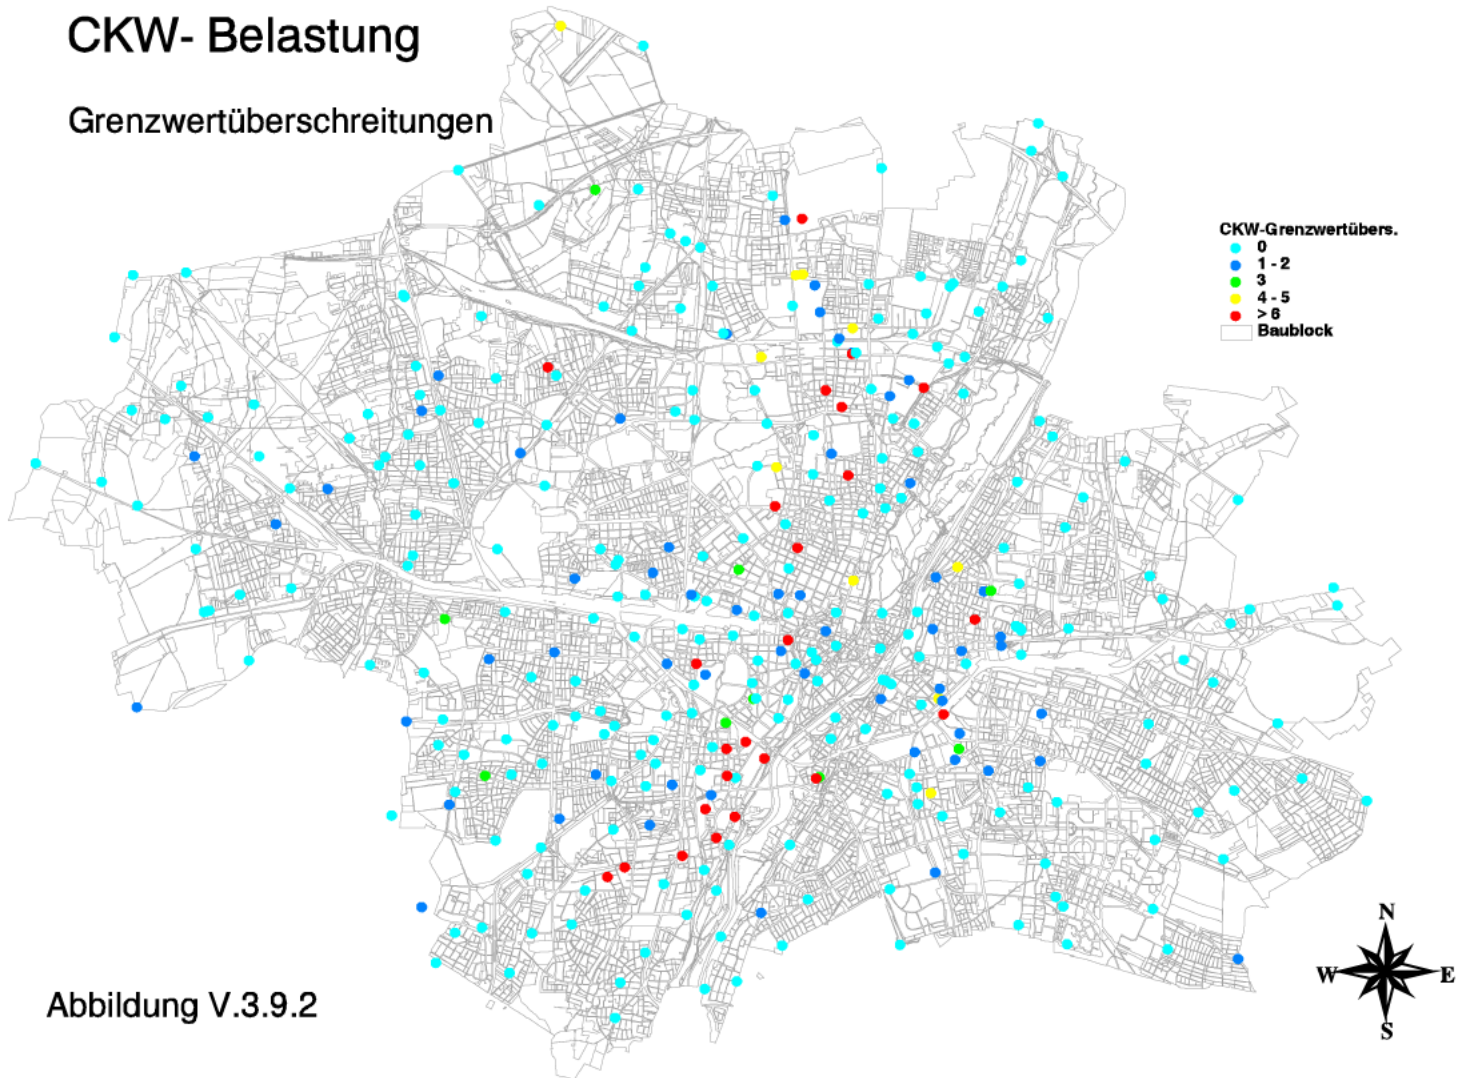 CKW- Belastung
Grenzwertüberschreitungen
CKW-Grenzwertübers.
0
1 - 2
3
4 - 5
> 6
Baublock
N
W E
S
Abbildung V.3.9.2